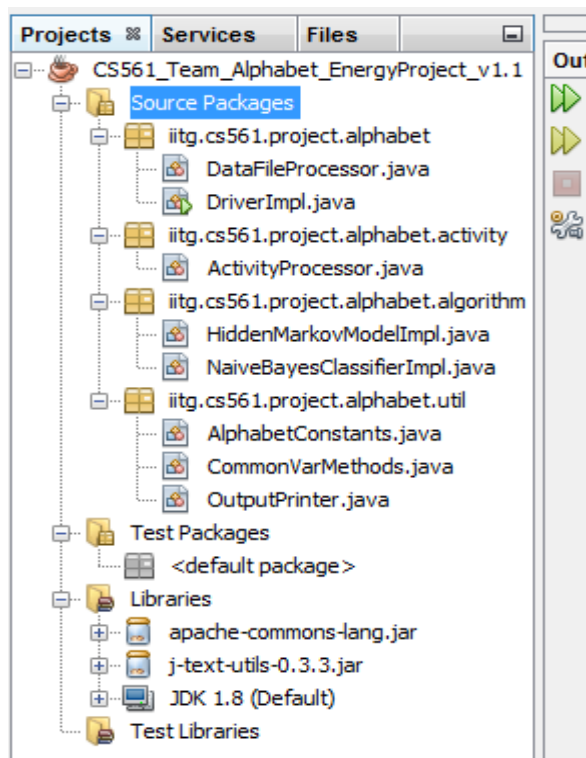 Projects Services Files
Out
CS561_Team_Alphabet_EnergyProject_v1.1
Source Packages
iitg.cs561.project.alphabet
DataFileProcessor.java
DriverImpl.java
iitg.cs561.project.alphabet.activity
ActivityProcessor.java
iitg.cs561.project.alphabet.algorithm
HiddenMarkovModelImpl.java
NaiveBayesClassifierImpl.java
iitg.cs561.project.alphabet.util
AlphabetConstants.java
CommonVarMethods.java
OutputPrinter.java
Test Packages
<default package>
Libraries
apache-commons-lang.jar
j-text-utils-0.3.3.jar
JDK 1.8 (Default)
Test Libraries